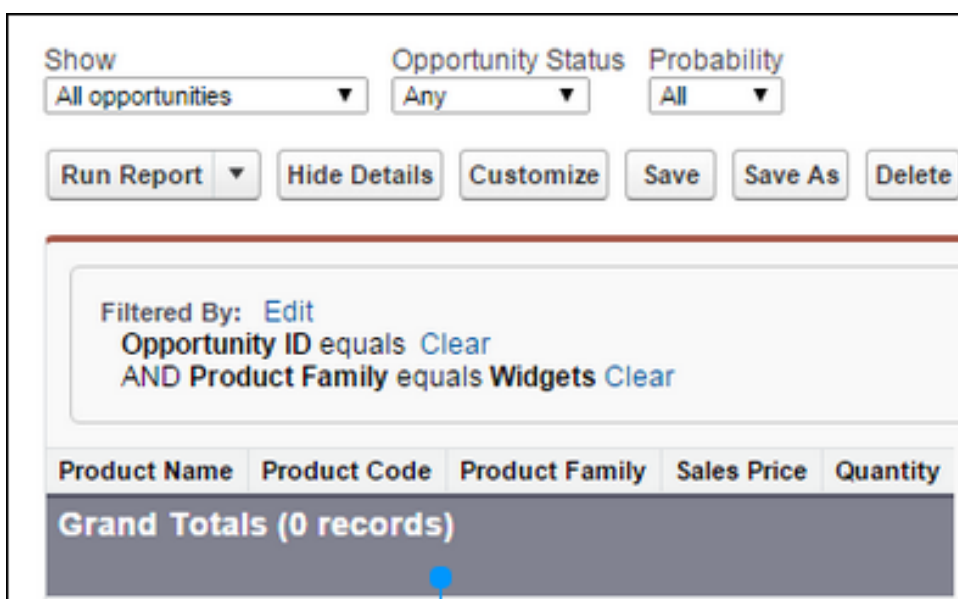 Show Opportunity Status Probability
All opportunities Any All
Run Report Hide Details Customize Save Save As Delete
Filtered By: Edit
Opportunity ID equals Clear
AND Product Family equals Widgets Clear
Product Name Product Code Product Family Sales Price Quantity
Grand Totals (0 records)